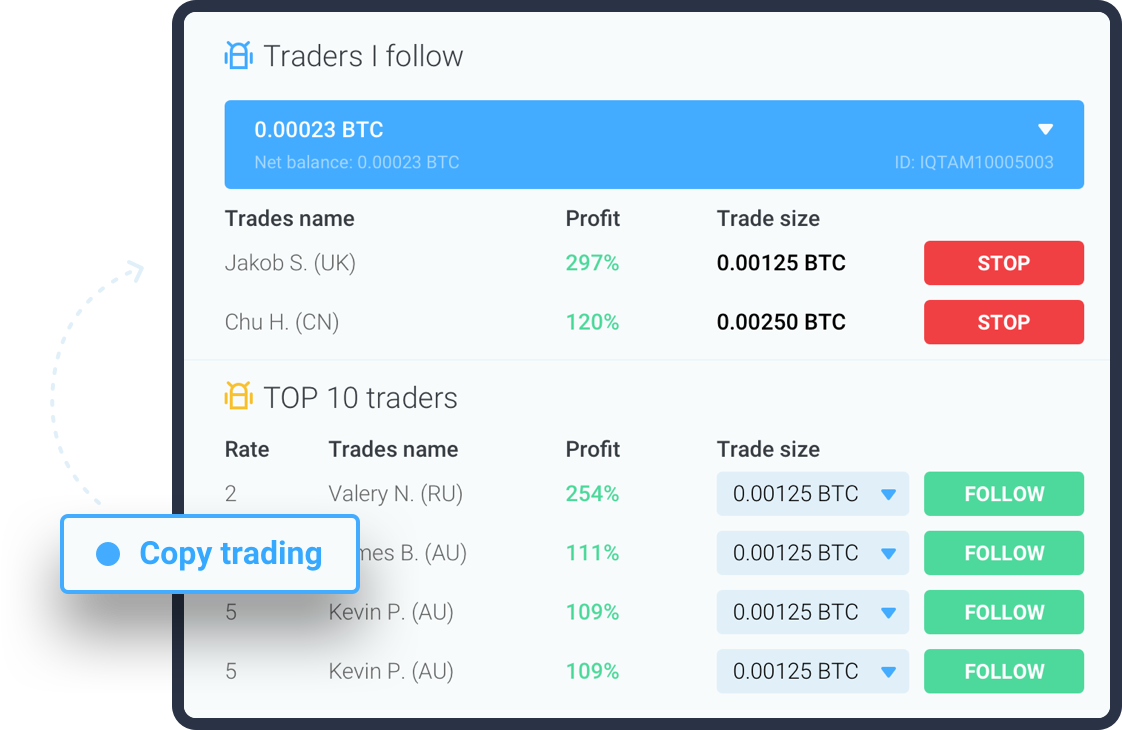 Traders I follow
0.00023 BTC
Net balance: 0.00023 BTC ID: IQTAM10005003
Trades name Profit Trade size
Jakob S. (UK) 297% 0.00125 BTC STOP
Chu H. (CN) 120% 0.00250 BTC STOP
TOP 10 traders
Rate Trades name Profit Trade size
2 Valery N. (RU) 254% 0.00125 BTC FOLLOW
Copy trading
B. (AU) 111% 0.00125 BTC FOLLOW
5 Kevin P. (AU) 109% 0.00125 BTC FOLLOW
5 Kevin P. (AU) 109% 0.00125 BTC FOLLOW